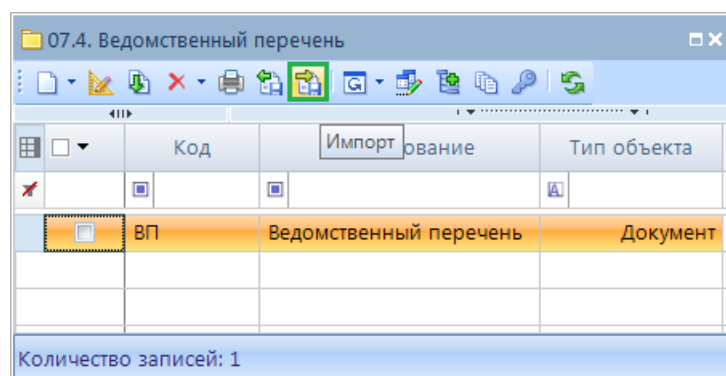 07.4. Ведомственный перечень
Код Импорт ование Тип объекта
ВП Ведомственный перечень Документ
Количество записей: 1